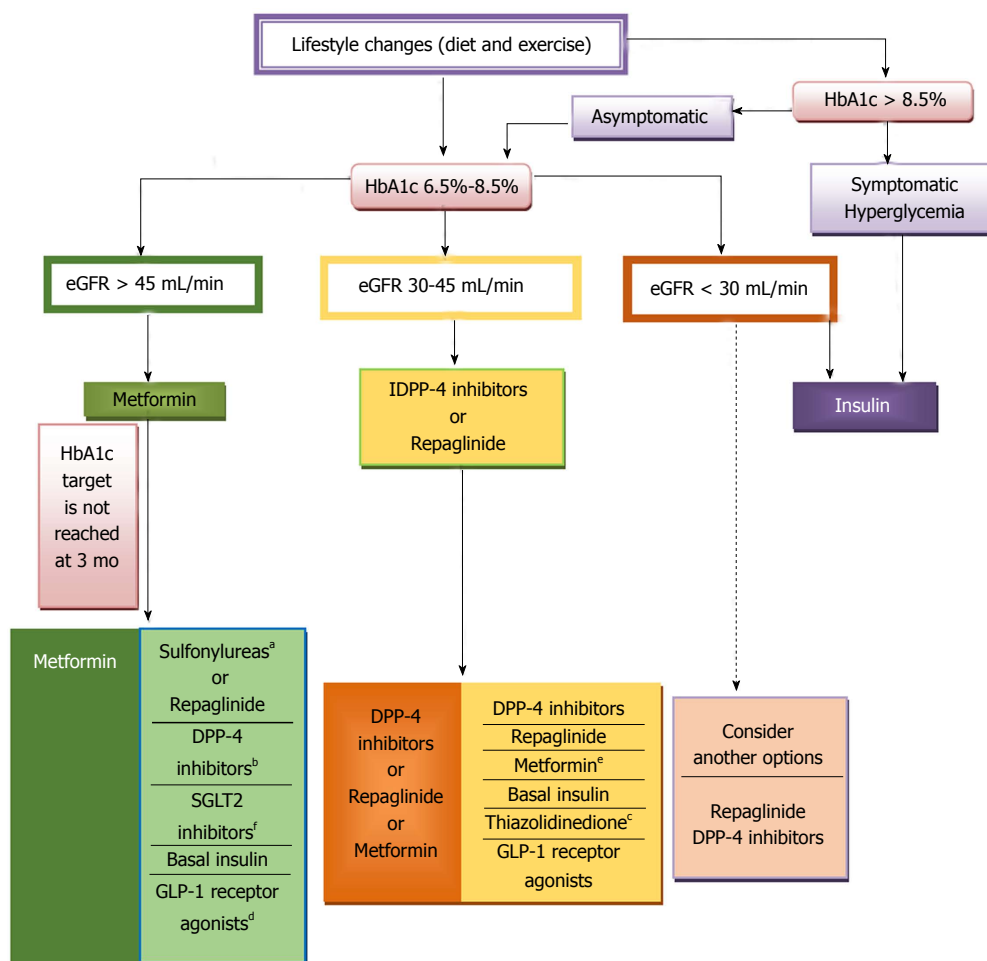 Lifestyle changes (diet and exercise)
HbA1c > 8.5%
Asymptomatic
HbA1c 6.5%-8.5%
Symptomatic
Hyperglycemia
eGFR > 45 mL/min
eGFR 30-45 mL/min
eGFR < 30 mL/min
Metformin
IDPP-4 inhibitors
or
Repaglinide
Insulin
HbA1c
target
is not
reached
at 3 mo
Metformin
Sulfonylureasᵃ
or
Repaglinide
DPP-4
inhibitorsᵇ
SGLT2
inhibitorsᶠ
Basal insulin
GLP-1 receptor
agonistsᵈ
DPP-4
inhibitors
or
Repaglinide
or
Metformin
DPP-4 inhibitors
Repaglinide
Metforminᵉ
Basal insulin
Thiazolidinedioneᶜ
GLP-1 receptor
agonists
Consider
another options
Repaglinide
DPP-4 inhibitors